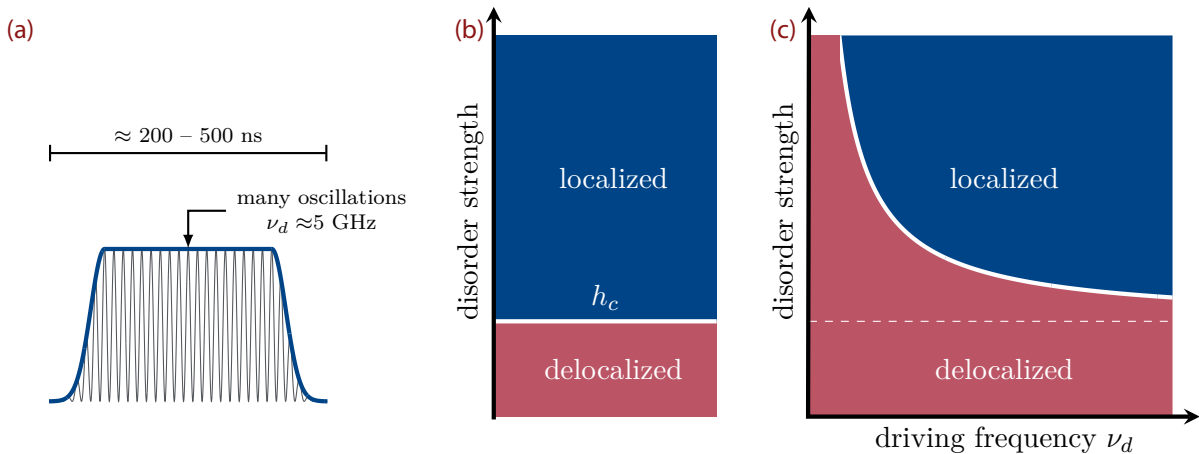 (a)
≈ 200 – 500 ns
many oscillations
ν_d ≈5 GHz
(b)
disorder strength
localized
h_c
delocalized
(c)
disorder strength
localized
delocalized
driving frequency ν_d